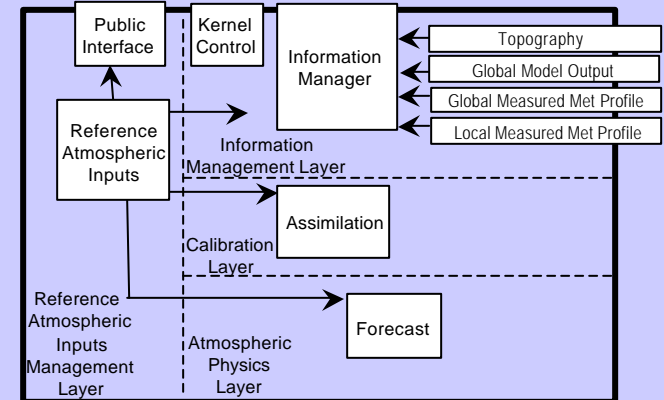 Public
Interface
Kernel
Control
Information
Manager
Topography
Global Model Output
Global Measured Met Profile
Local Measured Met Profile
Reference
Atmospheric
Inputs
Information
Management Layer
Assimilation
Calibration
Layer
Reference
Atmospheric
Inputs
Management
Layer
Atmospheric
Physics
Layer
Forecast